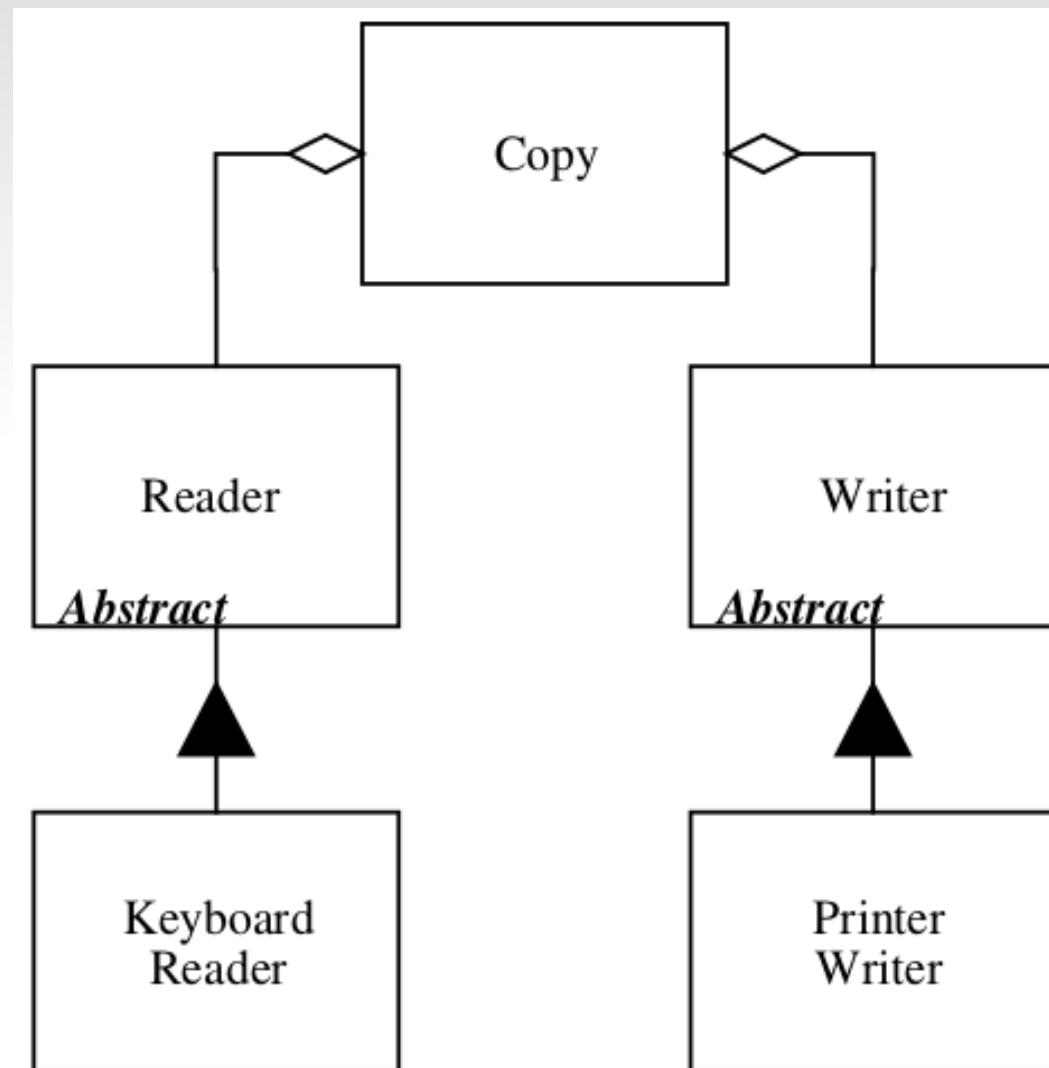 Copy
Reader
Abstract
Writer
Abstract
Keyboard
Reader
Printer
Writer